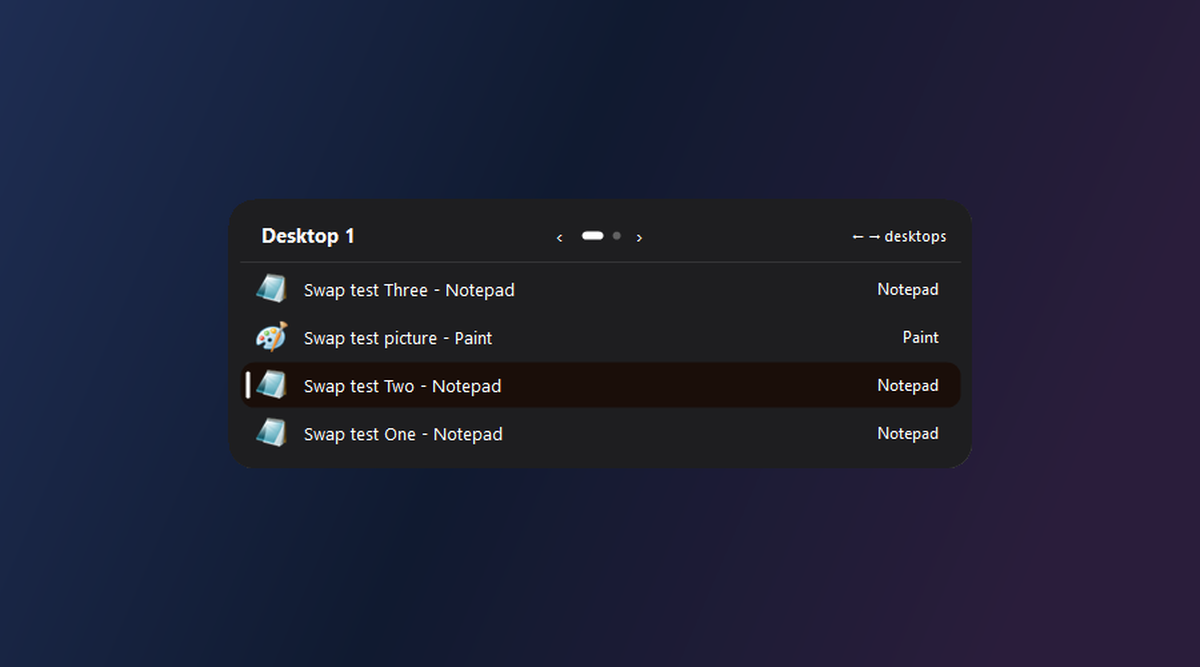 Desktop 1 ‹ › ← → desktops
Swap test Three - Notepad Notepad
Swap test picture - Paint Paint
Swap test Two - Notepad Notepad
Swap test One - Notepad Notepad